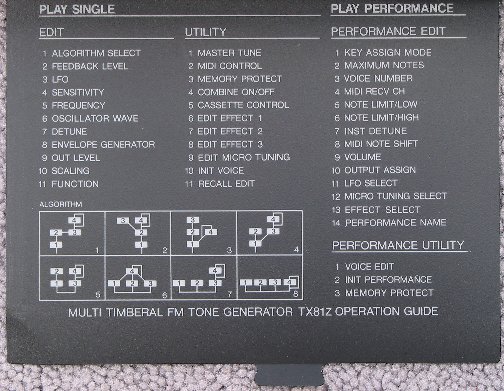 PLAY SINGLE
EDIT
1 ALGORITHM SELECT
2 FEEDBACK LEVEL
3 LFO
4 SENSITIVITY
5 FREQUENCY
6 OSCILLATOR WAVE
7 DETUNE
8 ENVELOPE GENERATOR
9 OUT LEVEL
10 SCALING
11 FUNCTION
UTILITY
1 MASTER TUNE
2 MIDI CONTROL
3 MEMORY PROTECT
4 COMBINE ON/OFF
5 CASSETTE CONTROL
6 EDIT EFFECT 1
7 EDIT EFFECT 2
8 EDIT EFFECT 3
9 EDIT MICRO TUNING
10 INIT VOICE
11 RECALL EDIT
PLAY PERFORMANCE
PERFORMANCE EDIT
1 KEY ASSIGN MODE
2 MAXIMUM NOTES
3 VOICE NUMBER
4 MIDI RECV CH
5 NOTE LIMIT/LOW
6 NOTE LIMIT/HIGH
7 INST DETUNE
8 MIDI NOTE SHIFT
9 VOLUME
10 OUTPUT ASSIGN
11 LFO SELECT
12 MICRO TUNING SELECT
13 EFFECT SELECT
14 PERFORMANCE NAME
PERFORMANCE UTILITY
1 VOICE EDIT
2 INIT PERFORMANCE
3 MEMORY PROTECT
ALGORITHM
1 2 3 4
5 6 7 8
MULTI TIMBERAL FM TONE GENERATOR TX81Z OPERATION GUIDE